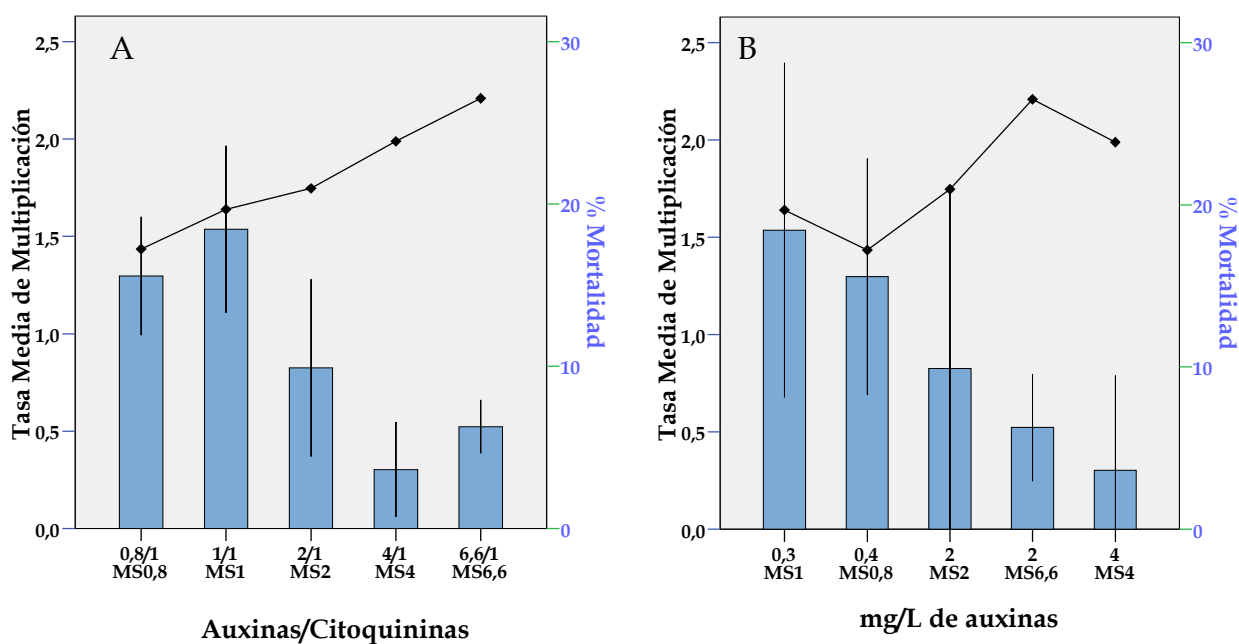 A
Tasa Media de Multiplicación
2,5
2,0
1,5
1,0
0,5
0,0
30
20
10
0
% Mortalidad
0,8/1 1/1 2/1 4/1 6,6/1
MS0,8 MS1 MS2 MS4 MS6,6
Auxinas/Citoquininas
B
Tasa Media de Multiplicación
2,5
2,0
1,5
1,0
0,5
0,0
30
20
10
0
% Mortalidad
0,3 0,4 2 2 4
MS1 MS0,8 MS2 MS6,6 MS4
mg/L de auxinas